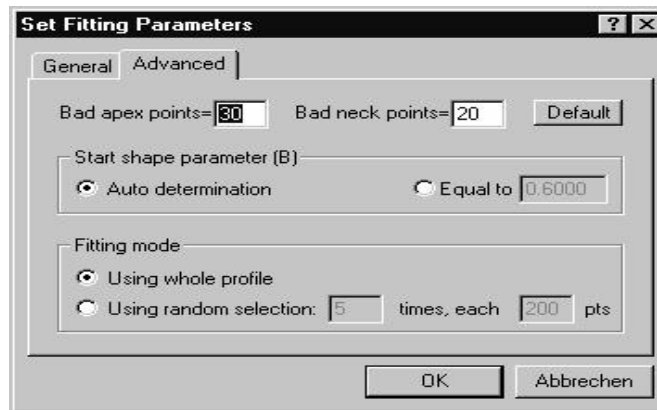 Set Fitting Parameters ? X
General Advanced
Bad apex points= 30 Bad neck points= 20 Default
Start shape parameter (B)
Auto determination Equal to 0.6000
Fitting mode
Using whole profile
Using random selection: 5 times, each 200 pts
OK Abbrechen